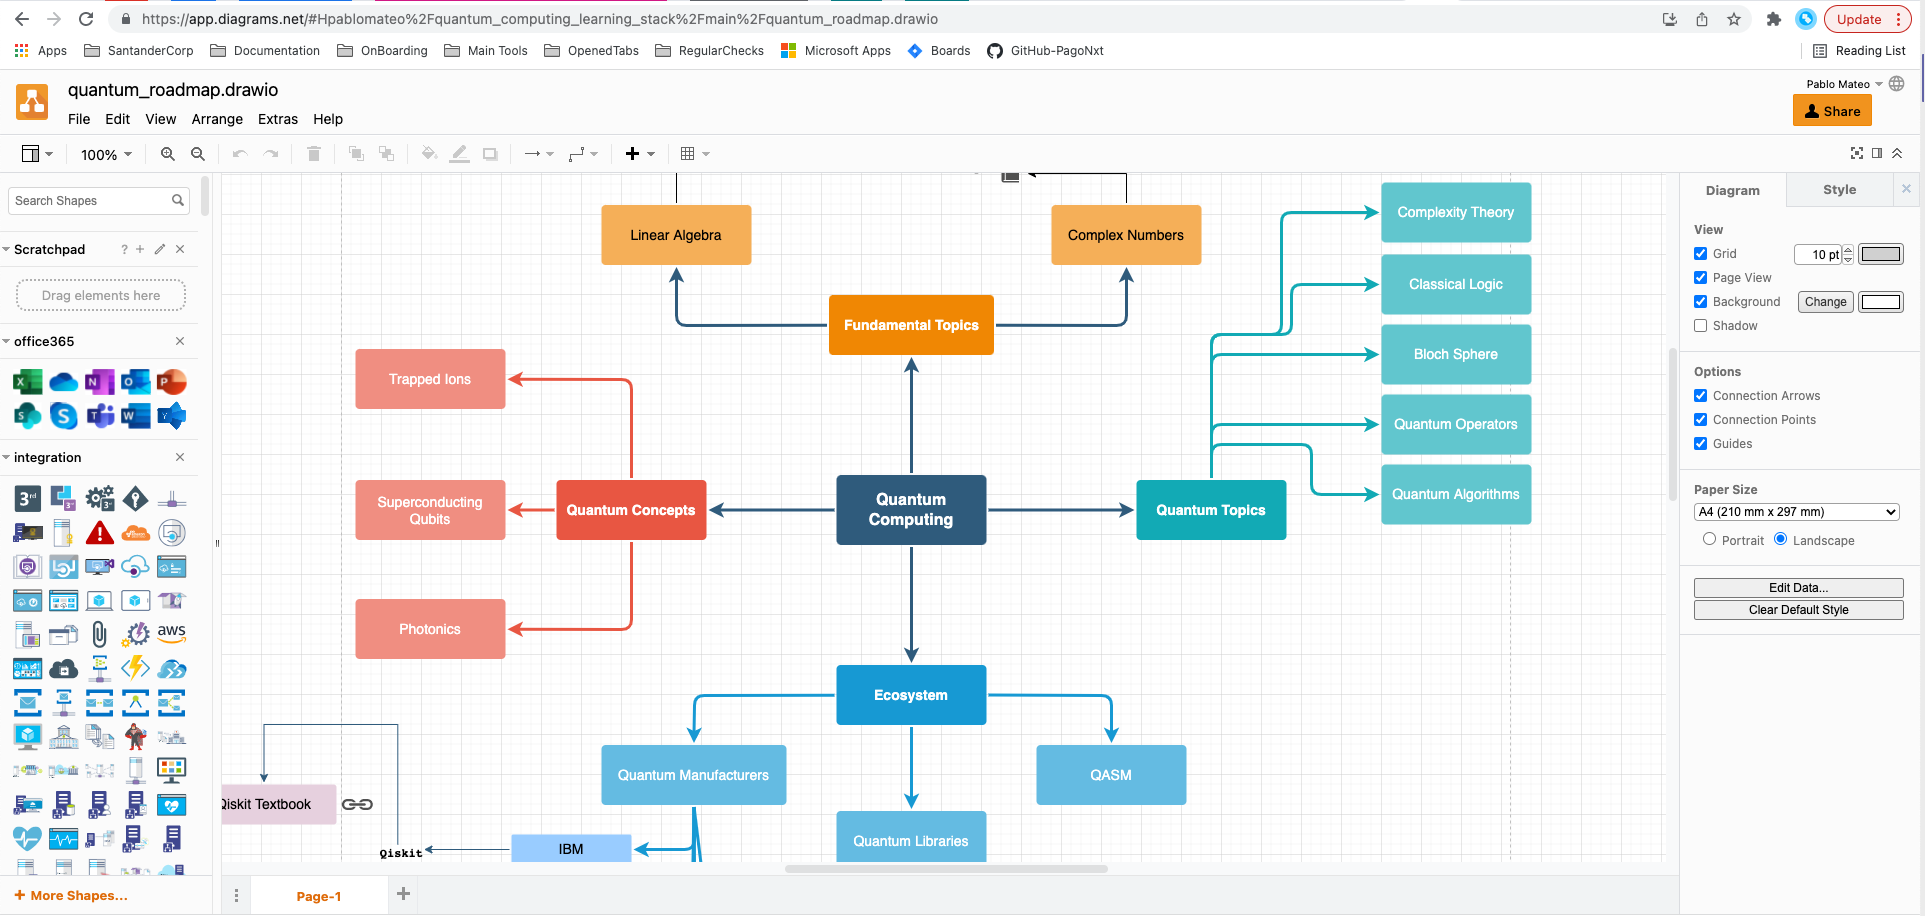 https://app.diagrams.net/#Hpablomateo%2Fquantum_computing_learning_stack%2Fmain%2Fquantum_roadmap.drawio
Update
Apps
SantanderCorp
Documentation
OnBoarding
Main Tools
OpenedTabs
RegularChecks
Microsoft Apps
Boards
GitHub-PagoNxt
Reading List
quantum_roadmap.drawio
Pablo Mateo
File Edit View Arrange Extras Help
Share
100%
Search Shapes
Scratchpad
?
Drag elements here
office365
integration
3rd
aws
+ More Shapes...
Linear Algebra
Complex Numbers
Fundamental Topics
Complexity Theory
Classical Logic
Bloch Sphere
Quantum Operators
Quantum Algorithms
Trapped Ions
Superconducting
Qubits
Photonics
Quantum Concepts
Quantum
Computing
Quantum Topics
Ecosystem
Quantum Manufacturers
QASM
Quantum Libraries
Qiskit Textbook
Qiskit
IBM
Page-1
Diagram
Style
View
Grid
10 pt
Page View
Background
Change
Shadow
Options
Connection Arrows
Connection Points
Guides
Paper Size
A4 (210 mm x 297 mm)
Portrait
Landscape
Edit Data...
Clear Default Style